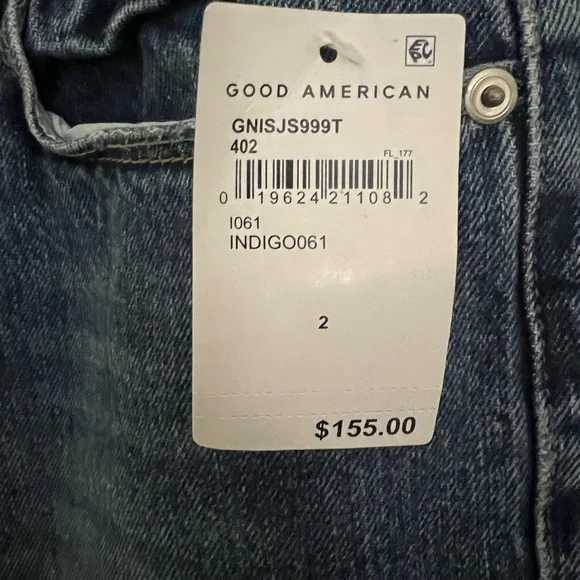 GOOD AMERICAN
GNISJS999T
402
FL_177
0 19624 21108 2
I061
INDIGO061
2
$155.00